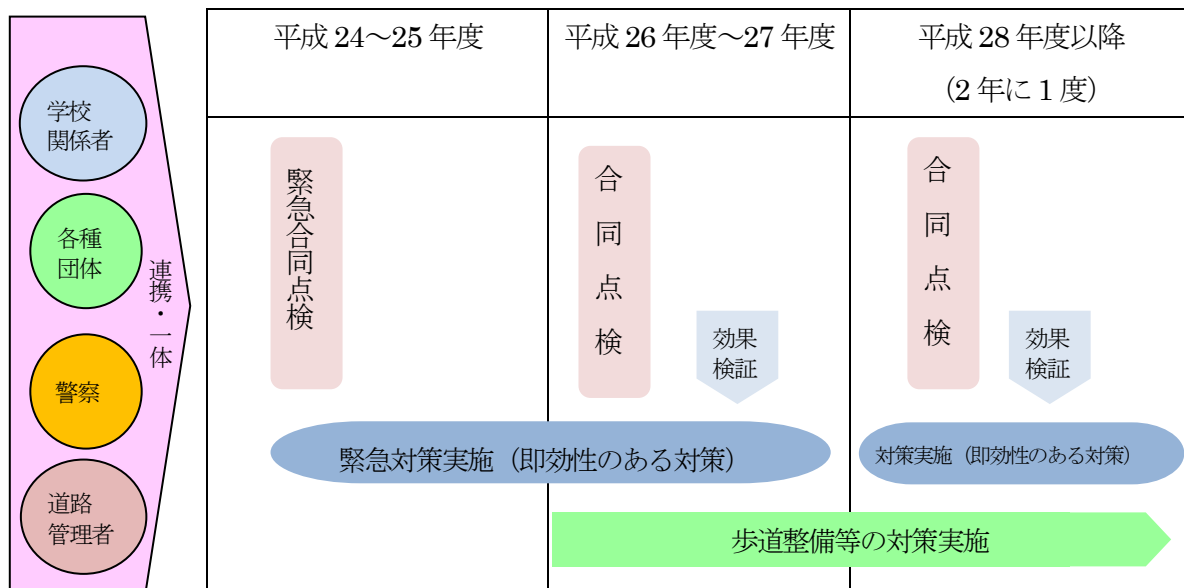 学校
関係者
各種
団体
連携・一体
警察
道路
管理者
平成24～25年度
平成26年度～27年度
平成28年度以降
(2年に1度)
緊急合同点検
合同点検
効果
検証
合同点検
効果
検証
緊急対策実施（即効性のある対策）
対策実施（即効性のある対策）
歩道整備等の対策実施